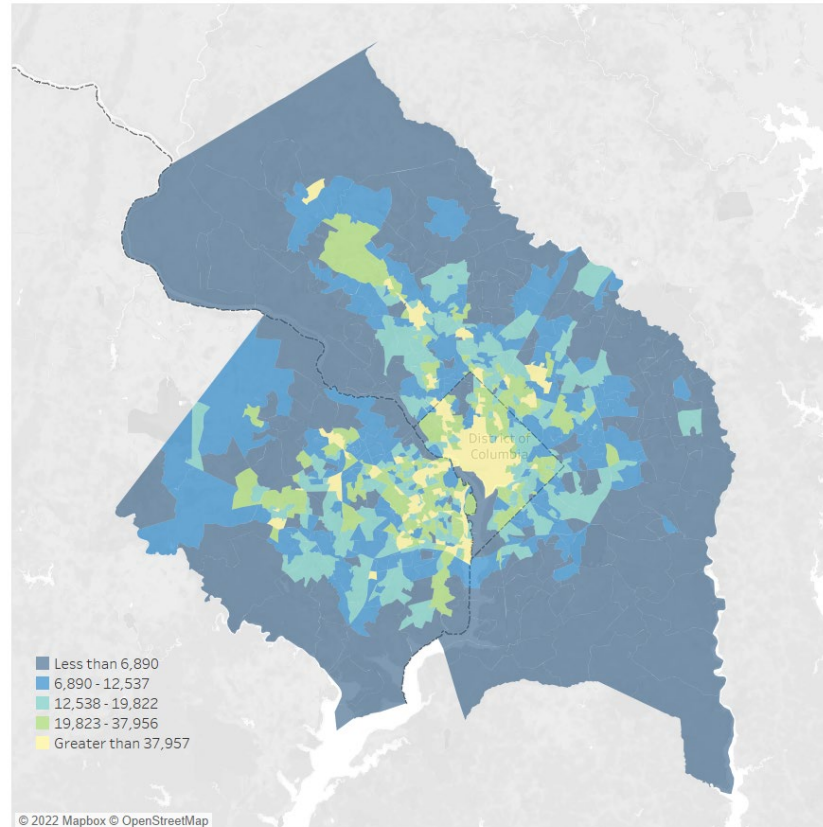 District of
Columbia
Less than 6,890
6,890 - 12,537
12,538 - 19,822
19,823 - 37,956
Greater than 37,957
© 2022 Mapbox © OpenStreetMap